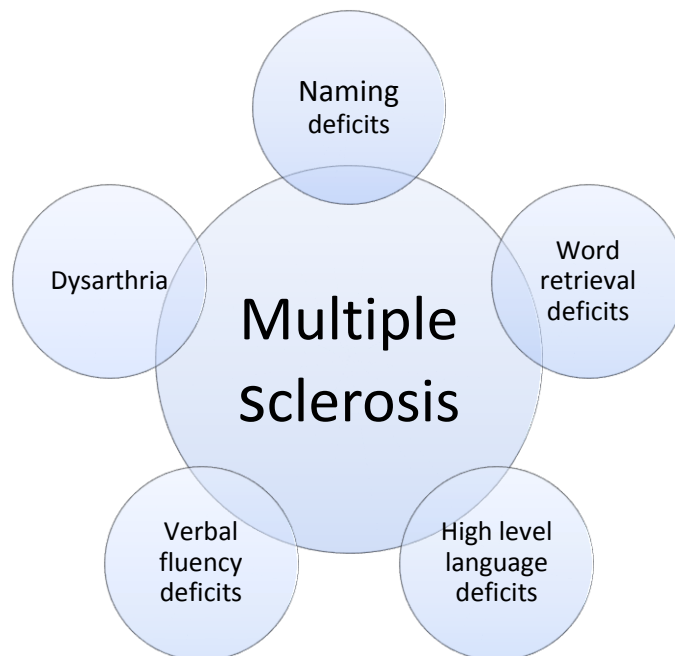 Naming
deficits
Dysarthria
Word
retrieval
deficits
Multiple
sclerosis
Verbal
fluency
deficits
High level
language
deficits